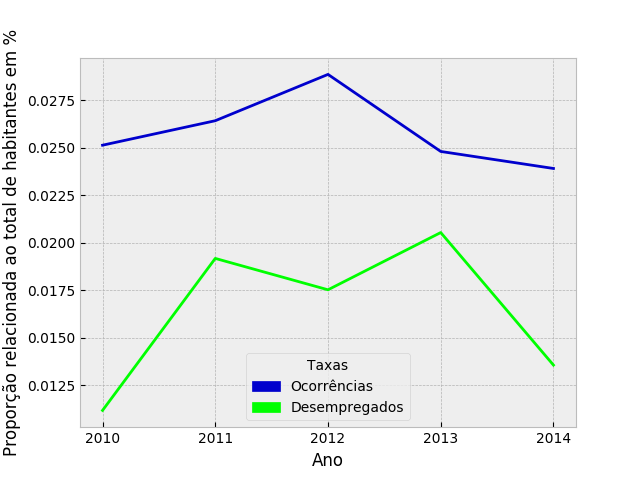 Proporção relacionada ao total de habitantes em %
0.0275
0.0250
0.0225
0.0200
0.0175
0.0150
0.0125
Taxas
Ocorrências
Desempregados
2010 2011 2012 2013 2014
Ano